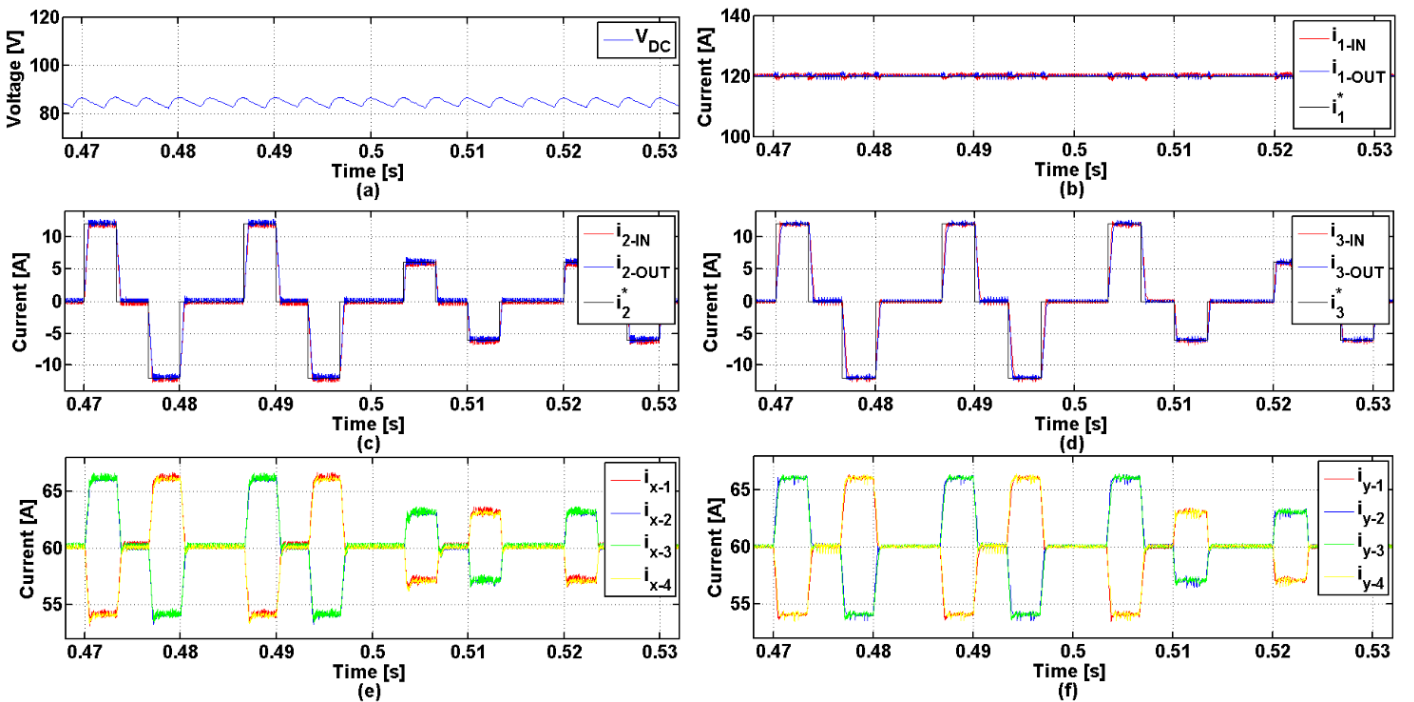 120
100
80
Voltage [V]
V_DC
0.47 0.48 0.49 0.5 0.51 0.52 0.53
Time [s]
(a)
140
120
100
Current [A]
i_1-IN
i_1-OUT
i_1^*
0.47 0.48 0.49 0.5 0.51 0.52 0.53
Time [s]
(b)
10
5
0
-5
-10
Current [A]
i_2-IN
i_2-OUT
i_2^*
0.47 0.48 0.49 0.5 0.51 0.52 0.53
Time [s]
(c)
10
5
0
-5
-10
Current [A]
i_3-IN
i_3-OUT
i_3^*
0.47 0.48 0.49 0.5 0.51 0.52 0.53
Time [s]
(d)
65
60
55
Current [A]
i_x-1
i_x-2
i_x-3
i_x-4
0.47 0.48 0.49 0.5 0.51 0.52 0.53
Time [s]
(e)
65
60
55
Current [A]
i_y-1
i_y-2
i_y-3
i_y-4
0.47 0.48 0.49 0.5 0.51 0.52 0.53
Time [s]
(f)